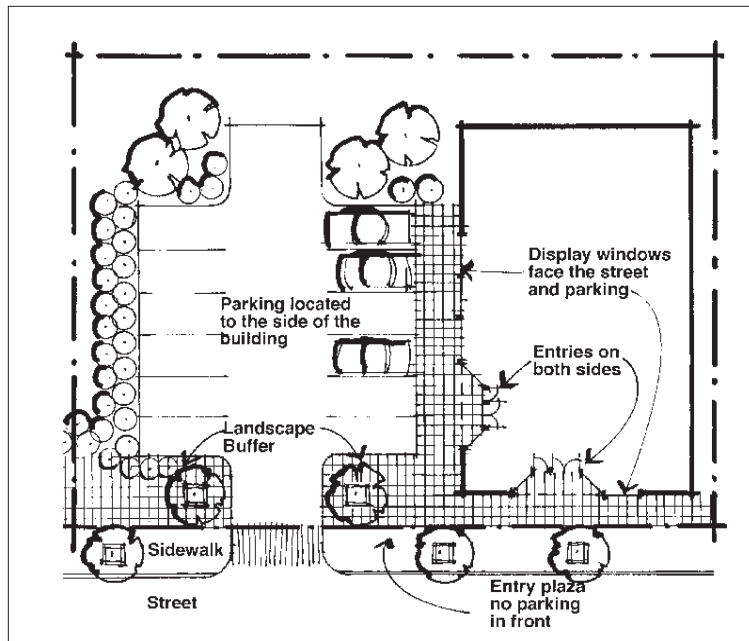 Display windows
face the street
and parking
Parking located
to the side of the
building
Entries on
both sides
Landscape
Buffer
Sidewalk
Entry plaza
no parking
in front
Street